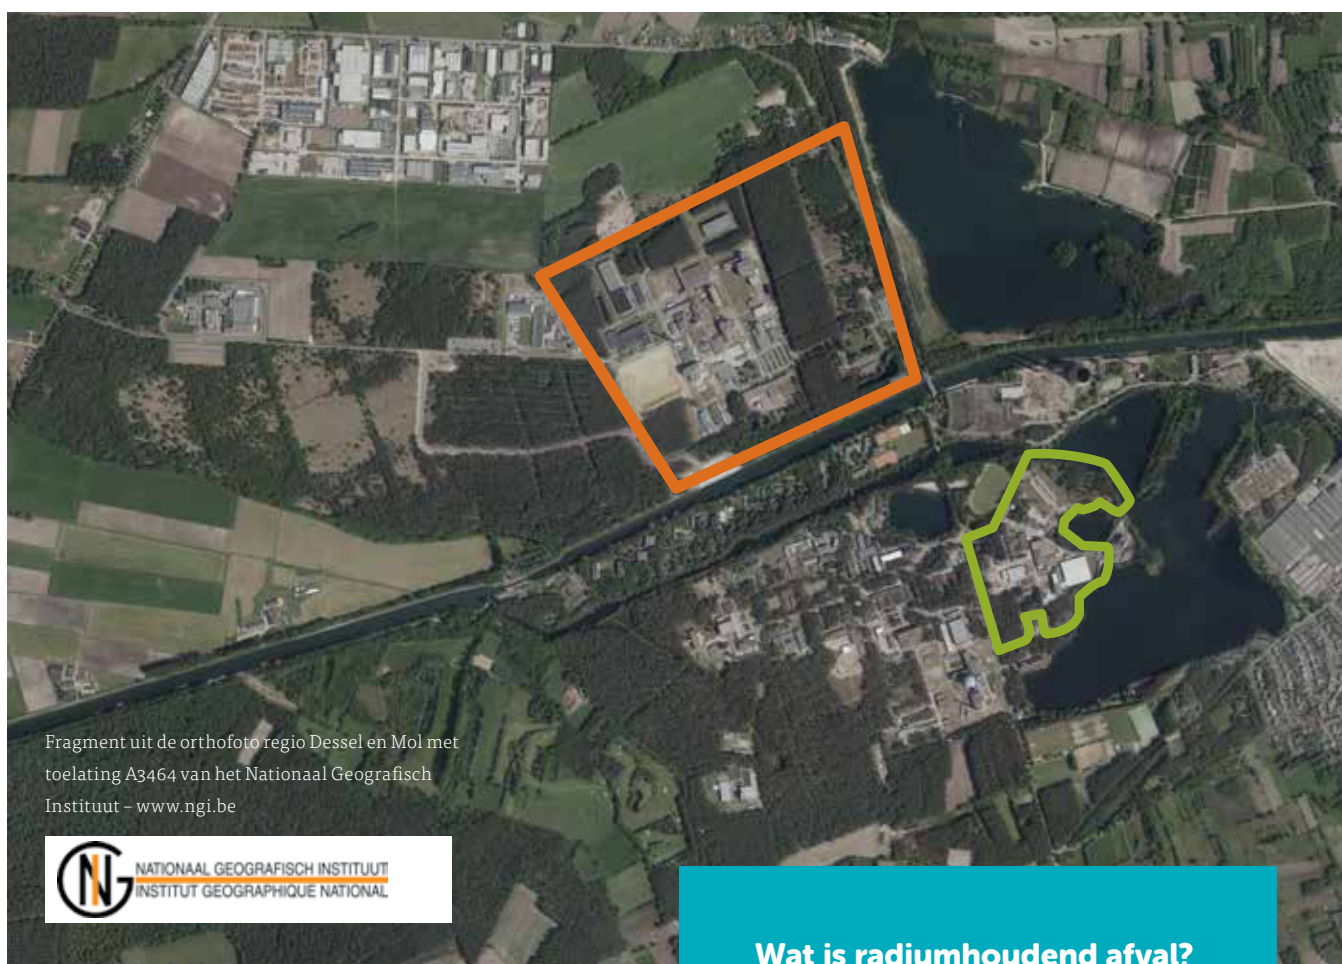 Fragment uit de orthofoto regio Dessel en Mol met
toelating A3464 van het Nationaal Geografisch
Instituut – www.ngi.be
NATIONAAL GEOGRAFISCH INSTITUUT
INSTITUT GEOGRAPHIQUE NATIONAL
Wat is radiumhoudend afval?